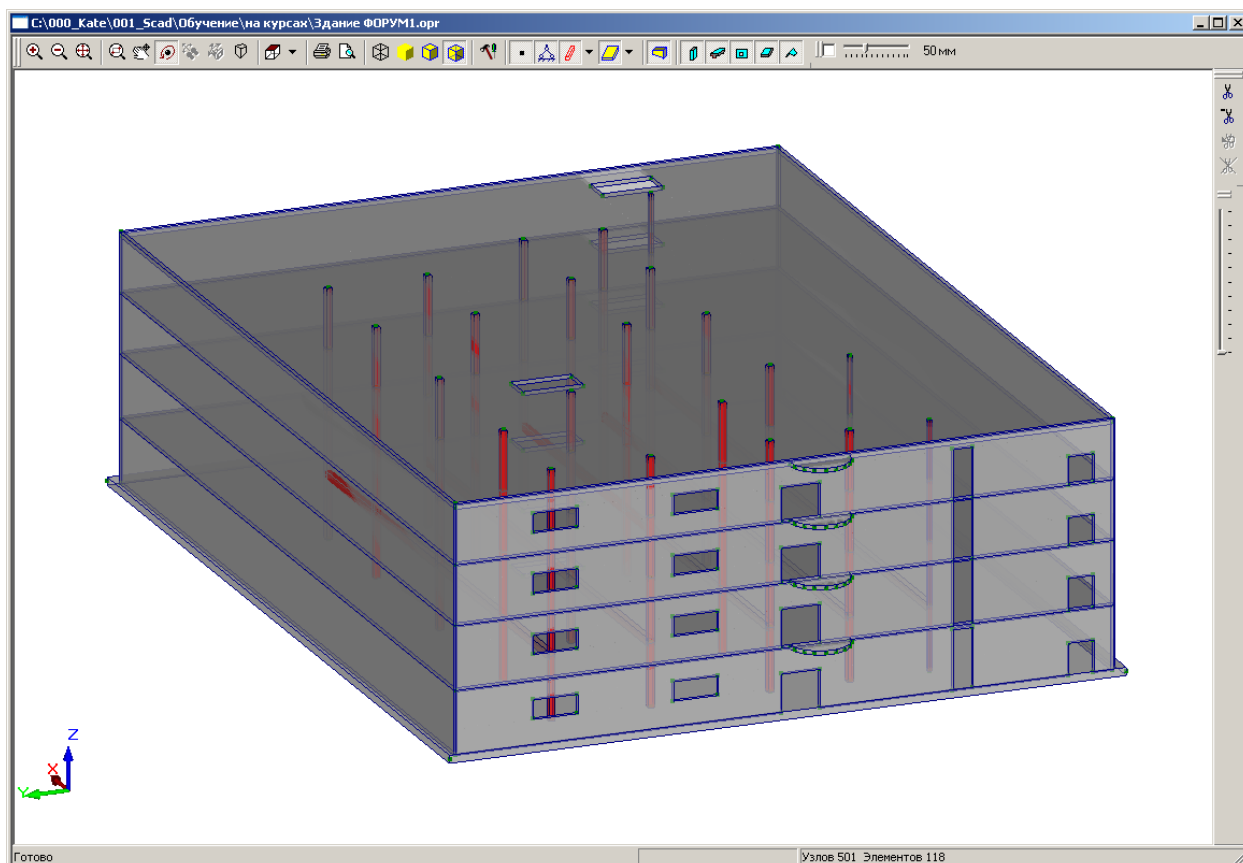 C:\000_Kate\001_Scad\Обучение\на курсах\Здание ФОРУМ1.opr
50 мм
Z
X
Y
Готово
Узлов 501 Элементов 118